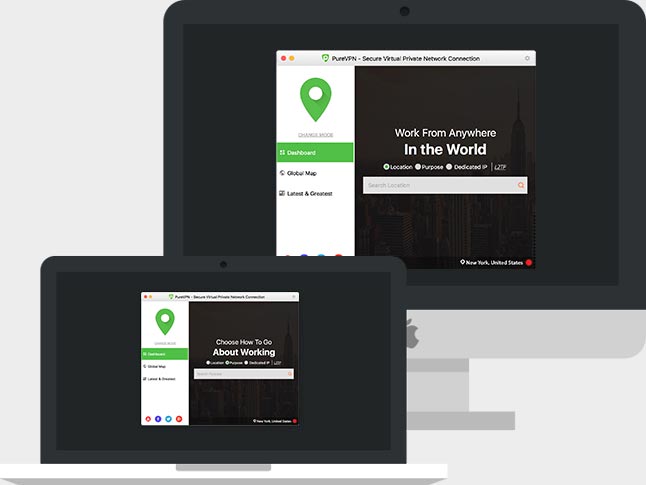 PureVPN - Secure Virtual Private Network Connection
CHANGE MODE
Dashboard
Global Map
Latest & Greatest
Work From Anywhere
In the World
Location Purpose Dedicated IP L2TP
Search Location
New York, United States
PureVPN - Secure Virtual Private Network Connection
CHANGE MODE
Dashboard
Global Map
Latest & Greatest
Choose How To Go
About Working
Location Purpose Dedicated IP L2TP
Search Purpose
New York, United States